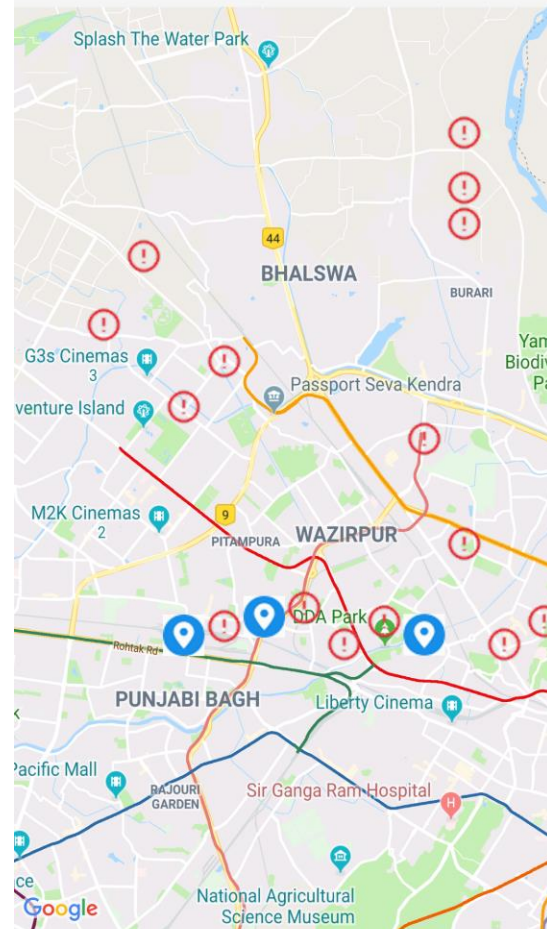 Splash The Water Park
44
BHALSWA
BURARI
G3s Cinemas
3
Yam
Biodiv
Pa
Passport Seva Kendra
venture Island
M2K Cinemas
2
9
PITAMPURA
WAZIRPUR
DDA Park
Rohtak Rd
PUNJABI BAGH
Liberty Cinema
k
Pacific Mall
RAJOURI
GARDEN
Sir Ganga Ram Hospital
H
ce
National Agricultural
Science Museum
Google